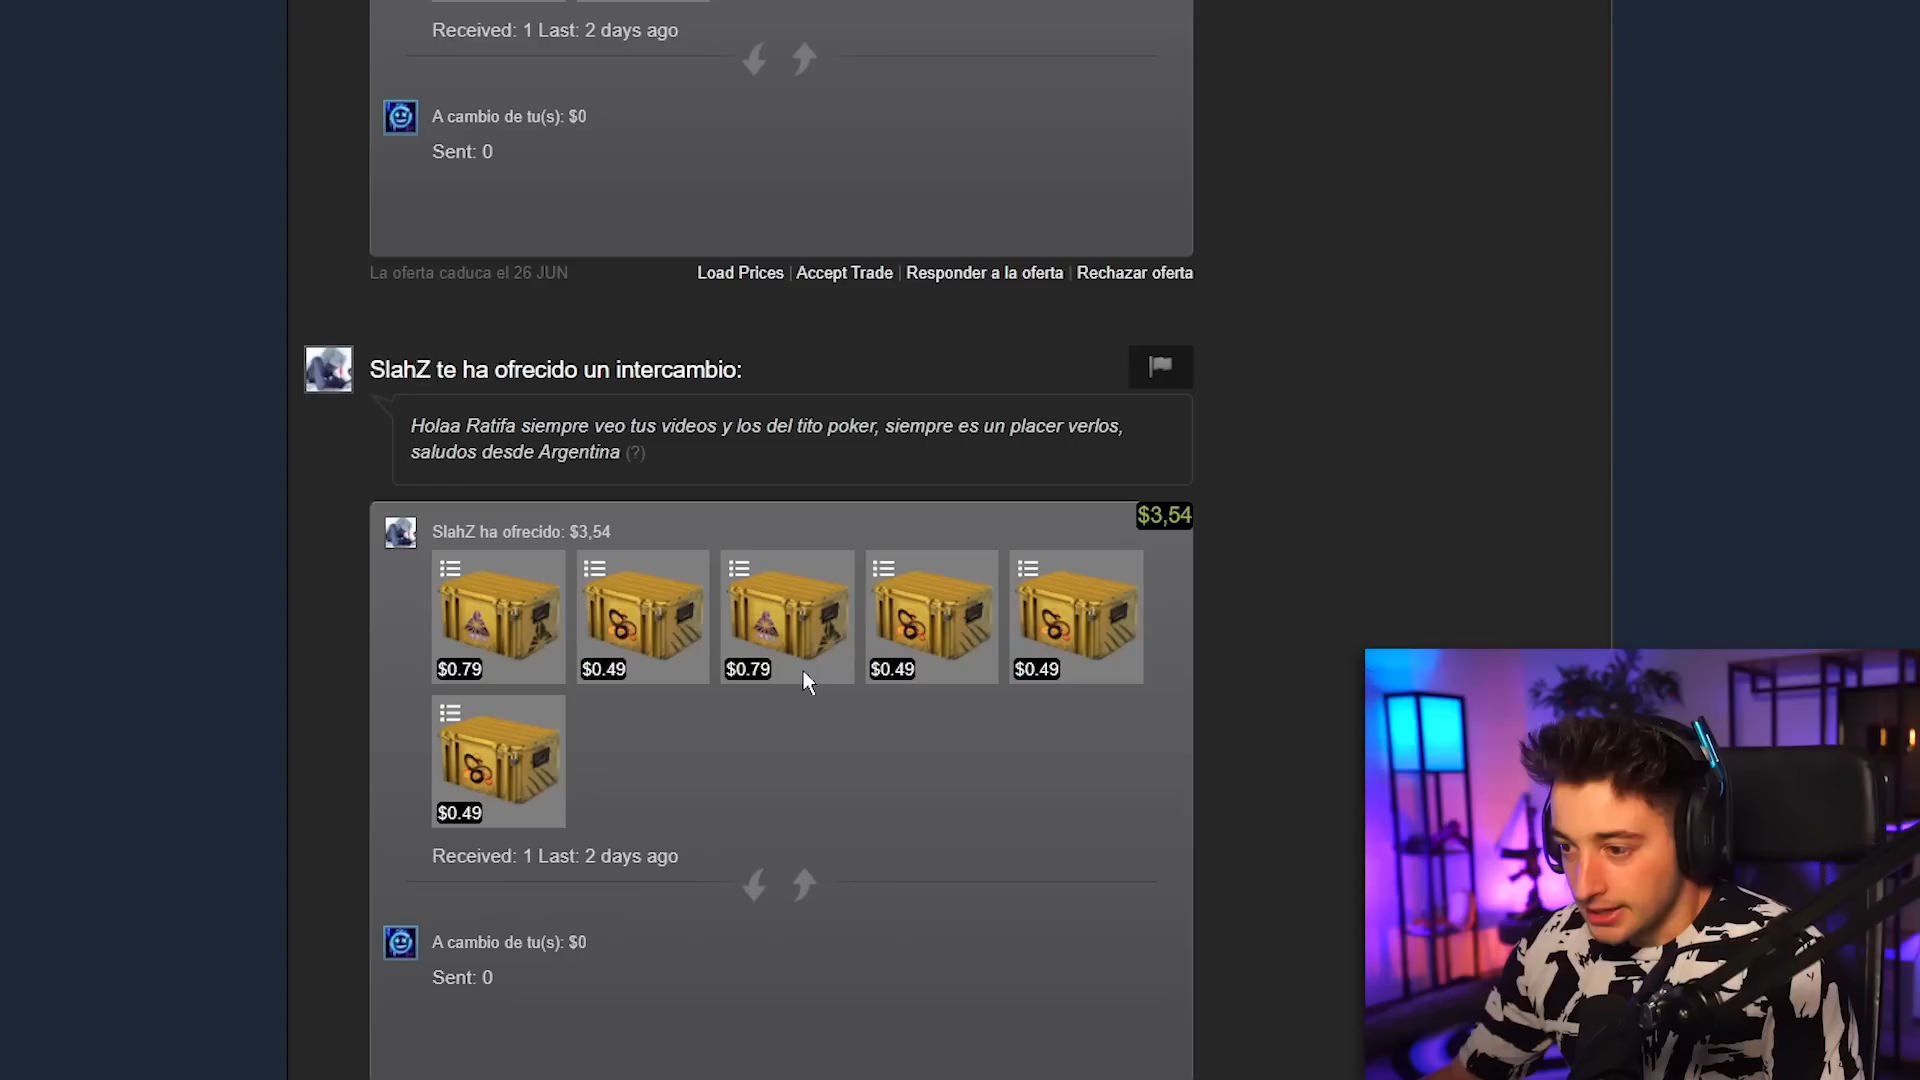 Received: 1 Last: 2 days ago
A cambio de tu(s): $0
Sent: 0
La oferta caduca el 26 JUN
Load Prices | Accept Trade | Responder a la oferta | Rechazar oferta
SlahZ te ha ofrecido un intercambio:
Holaa Ratifa siempre veo tus videos y los del tito poker, siempre es un placer verlos,
saludos desde Argentina (?)
$3,54
SlahZ ha ofrecido: $3,54
$0.79 $0.49 $0.79 $0.49 $0.49
$0.49
Received: 1 Last: 2 days ago
A cambio de tu(s): $0
Sent: 0